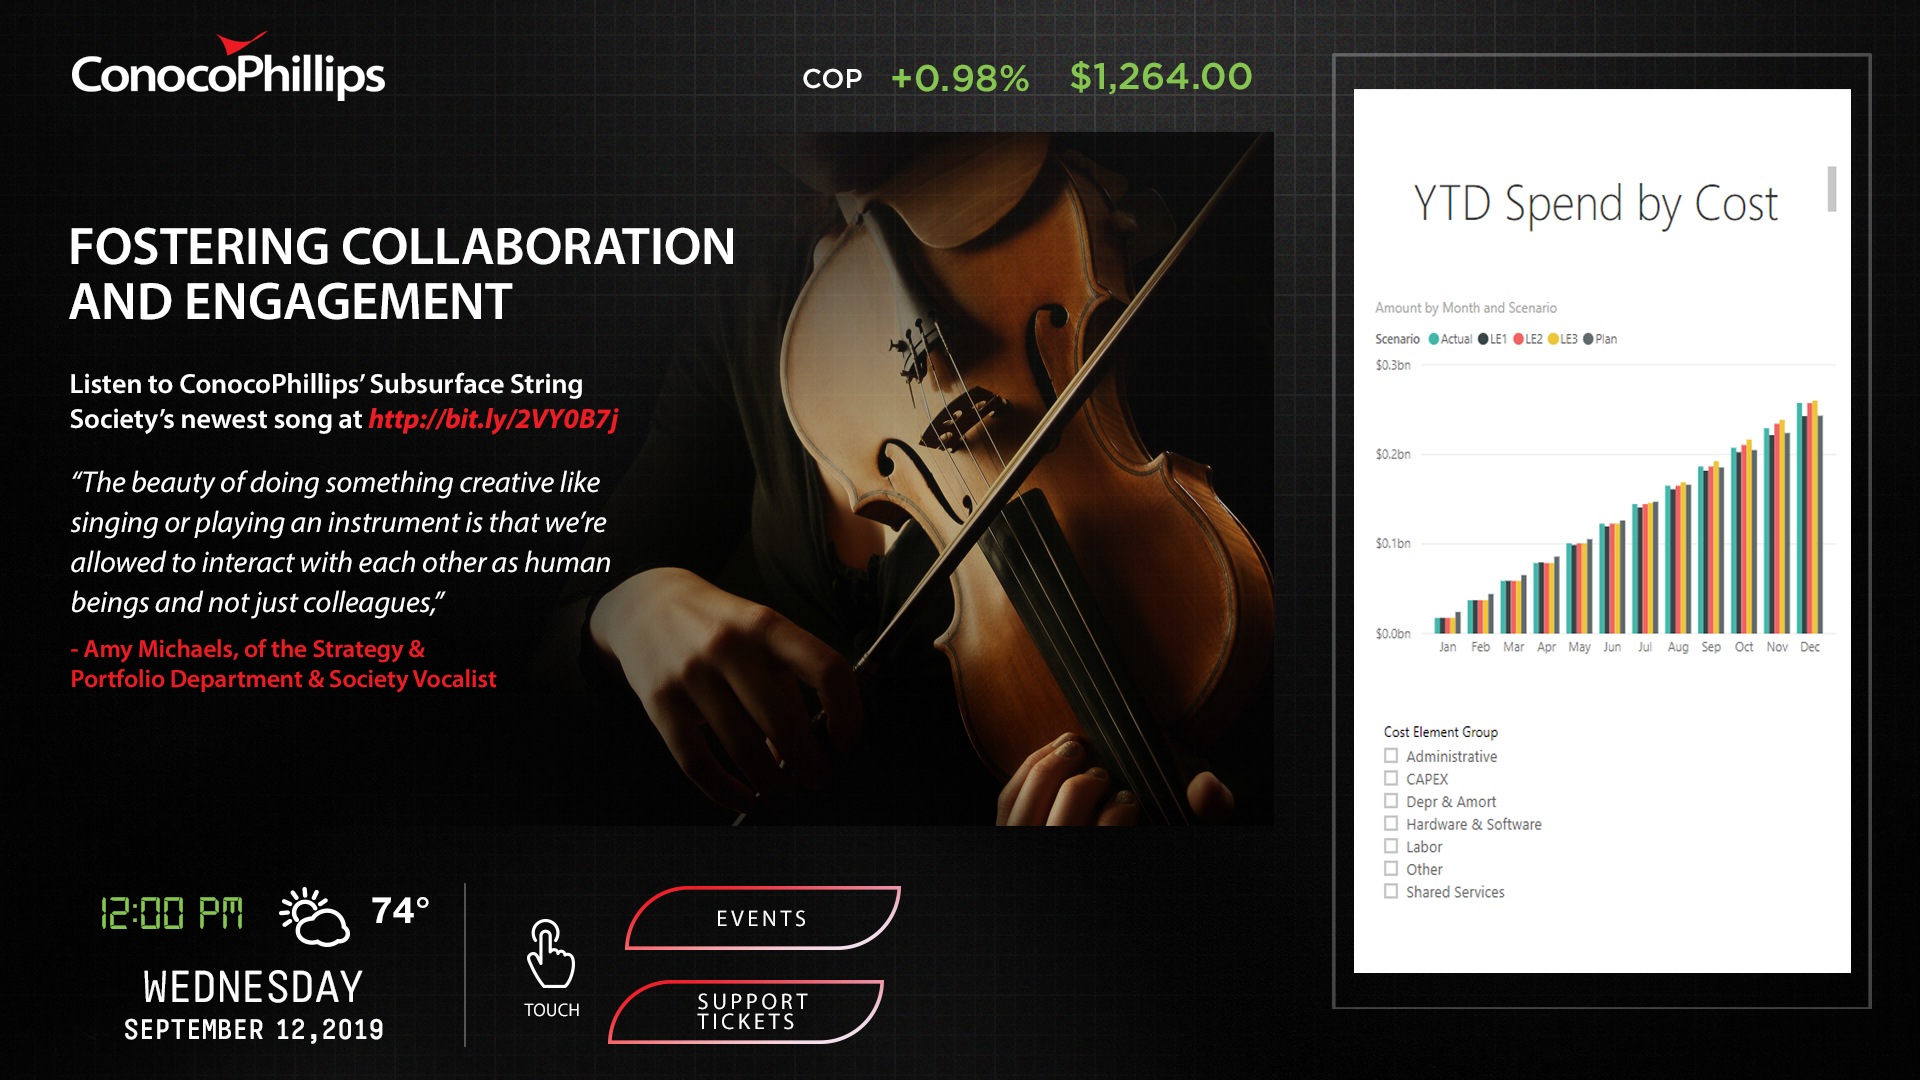 ConocoPhillips
COP +0.98% $1,264.00
FOSTERING COLLABORATION
AND ENGAGEMENT
Listen to ConocoPhillips’ Subsurface String
Society’s newest song at http://bit.ly/2VY0B7j
“The beauty of doing something creative like
singing or playing an instrument is that we’re
allowed to interact with each other as human
beings and not just colleagues,”
- Amy Michaels, of the Strategy &
Portfolio Department & Society Vocalist
12:00 PM 74°
WEDNESDAY
SEPTEMBER 12,2019
TOUCH
EVENTS
SUPPORT
TICKETS
YTD Spend by Cost
Amount by Month and Scenario
Scenario Actual LE1 LE2 LE3 Plan
$0.3bn
$0.2bn
$0.1bn
$0.0bn
Jan Feb Mar Apr May Jun Jul Aug Sep Oct Nov Dec
Cost Element Group
Administrative
CAPEX
Depr & Amort
Hardware & Software
Labor
Other
Shared Services